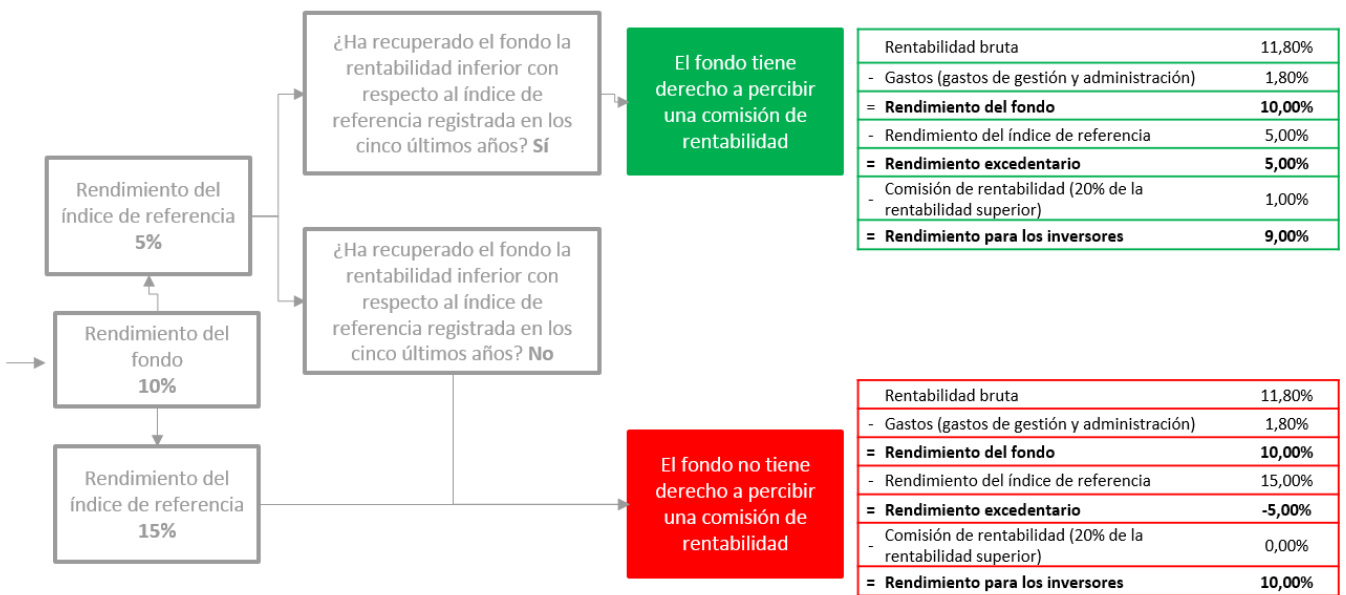 ¿Ha recuperado el fondo la
rentabilidad inferior con
respecto al índice de
referencia registrada en los
cinco últimos años? Sí
El fondo tiene
derecho a percibir
una comisión de
rentabilidad
Rentabilidad bruta 11,80%
- Gastos (gastos de gestión y administración) 1,80%
= Rendimiento del fondo 10,00%
- Rendimiento del índice de referencia 5,00%
= Rendimiento excedentario 5,00%
- Comisión de rentabilidad (20% de la
rentabilidad superior) 1,00%
= Rendimiento para los inversores 9,00%
Rendimiento del
índice de referencia
5%
¿Ha recuperado el fondo la
rentabilidad inferior con
respecto al índice de
referencia registrada en los
cinco últimos años? No
Rendimiento del
fondo
10%
Rendimiento del
índice de referencia
15%
El fondo no tiene
derecho a percibir
una comisión de
rentabilidad
Rentabilidad bruta 11,80%
- Gastos (gastos de gestión y administración) 1,80%
= Rendimiento del fondo 10,00%
- Rendimiento del índice de referencia 15,00%
= Rendimiento excedentario -5,00%
- Comisión de rentabilidad (20% de la
rentabilidad superior) 0,00%
= Rendimiento para los inversores 10,00%